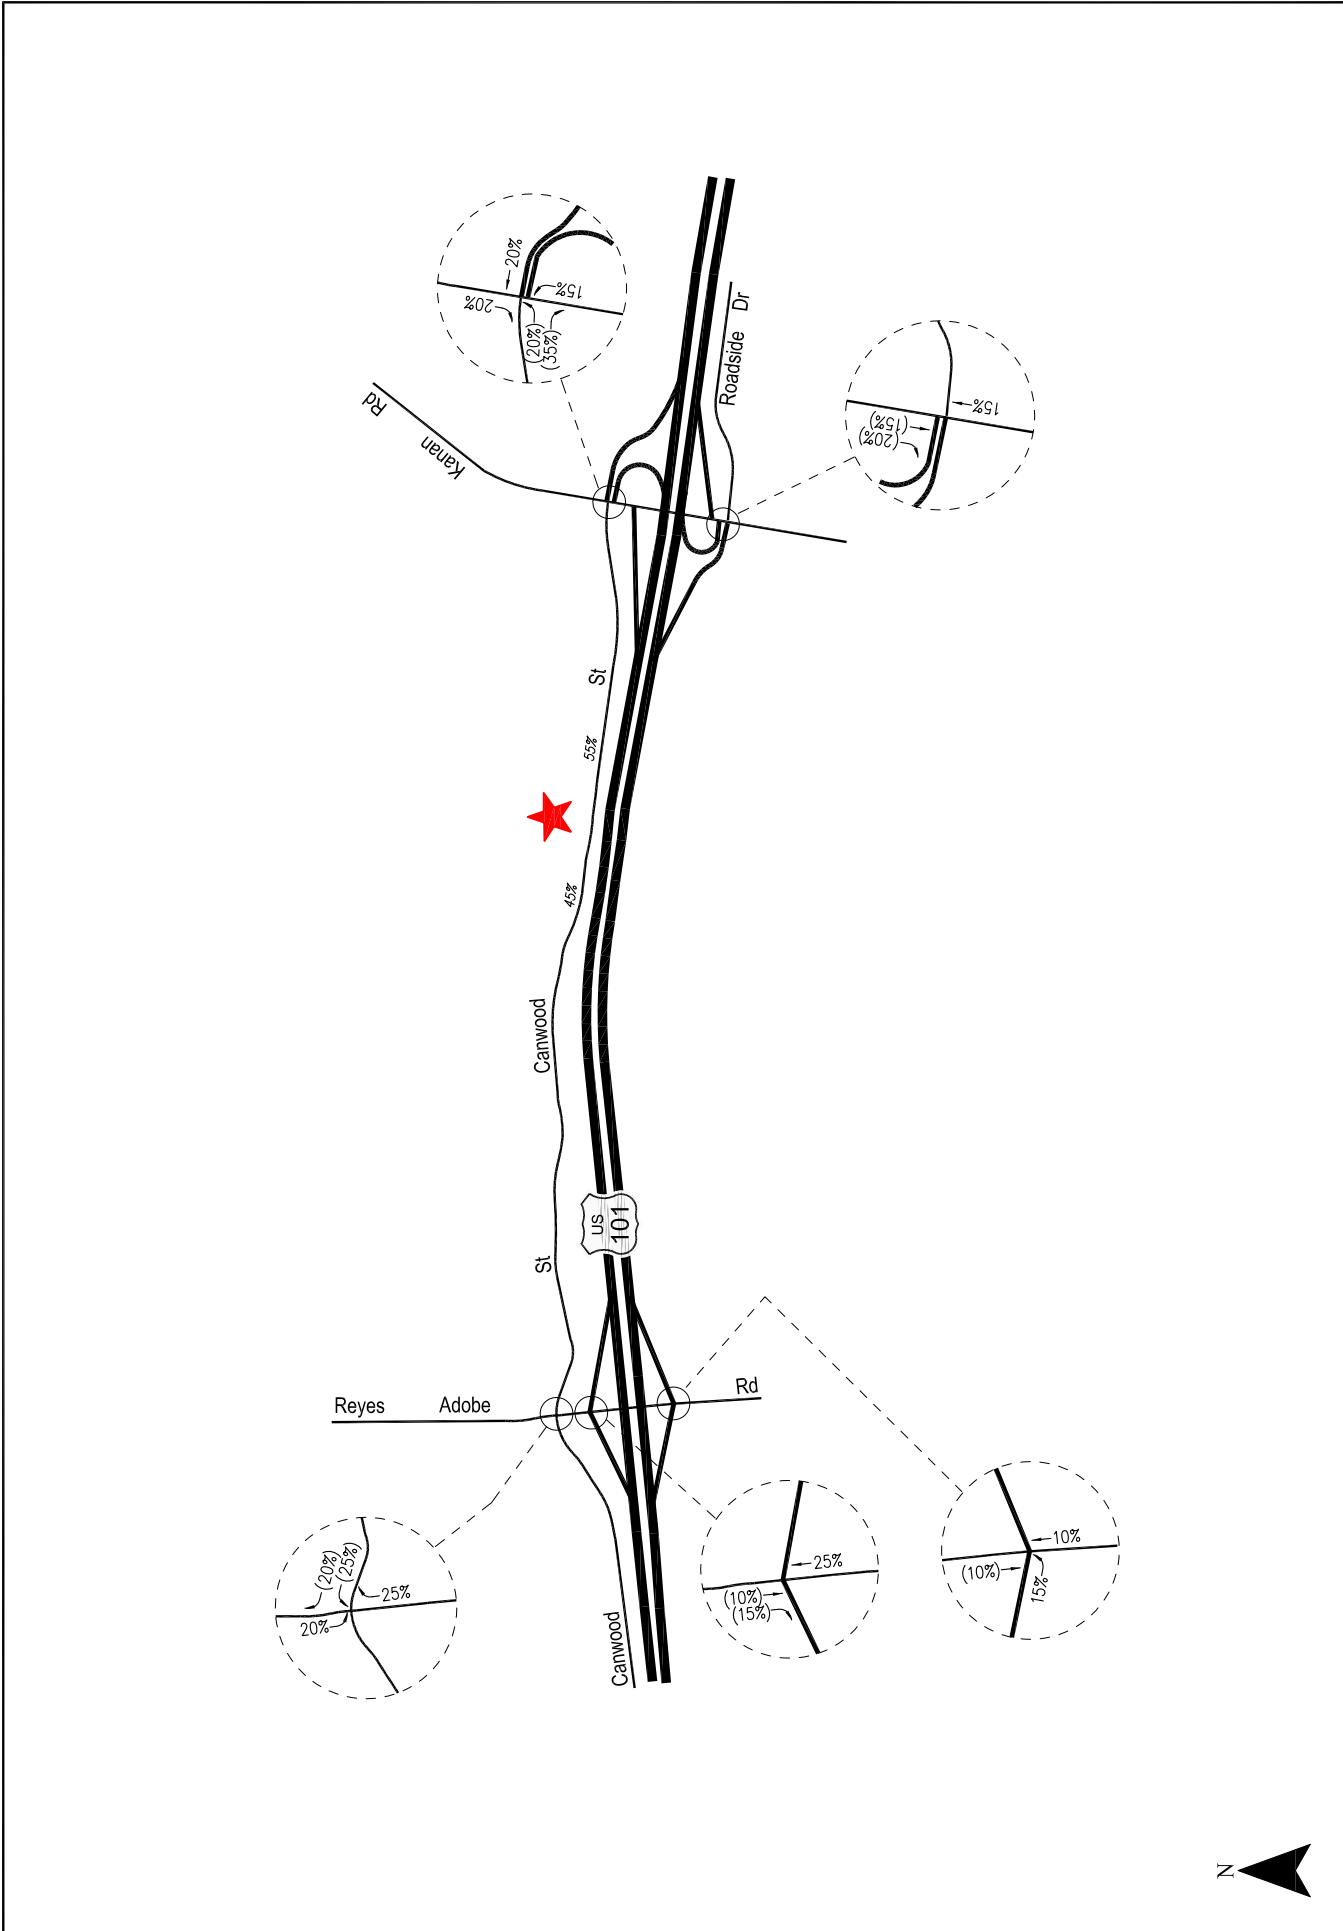 20%
20%
15%
(20%)
(35%)
Roadside Dr
Kanan Rd
15%
(15%)
(20%)
St
55%
45%
Canwood
US
101
St
Reyes Adobe Rd
(20%)
(25%)
25%
20%
Canwood
25%
(10%)
(15%)
10%
(10%)
15%
N